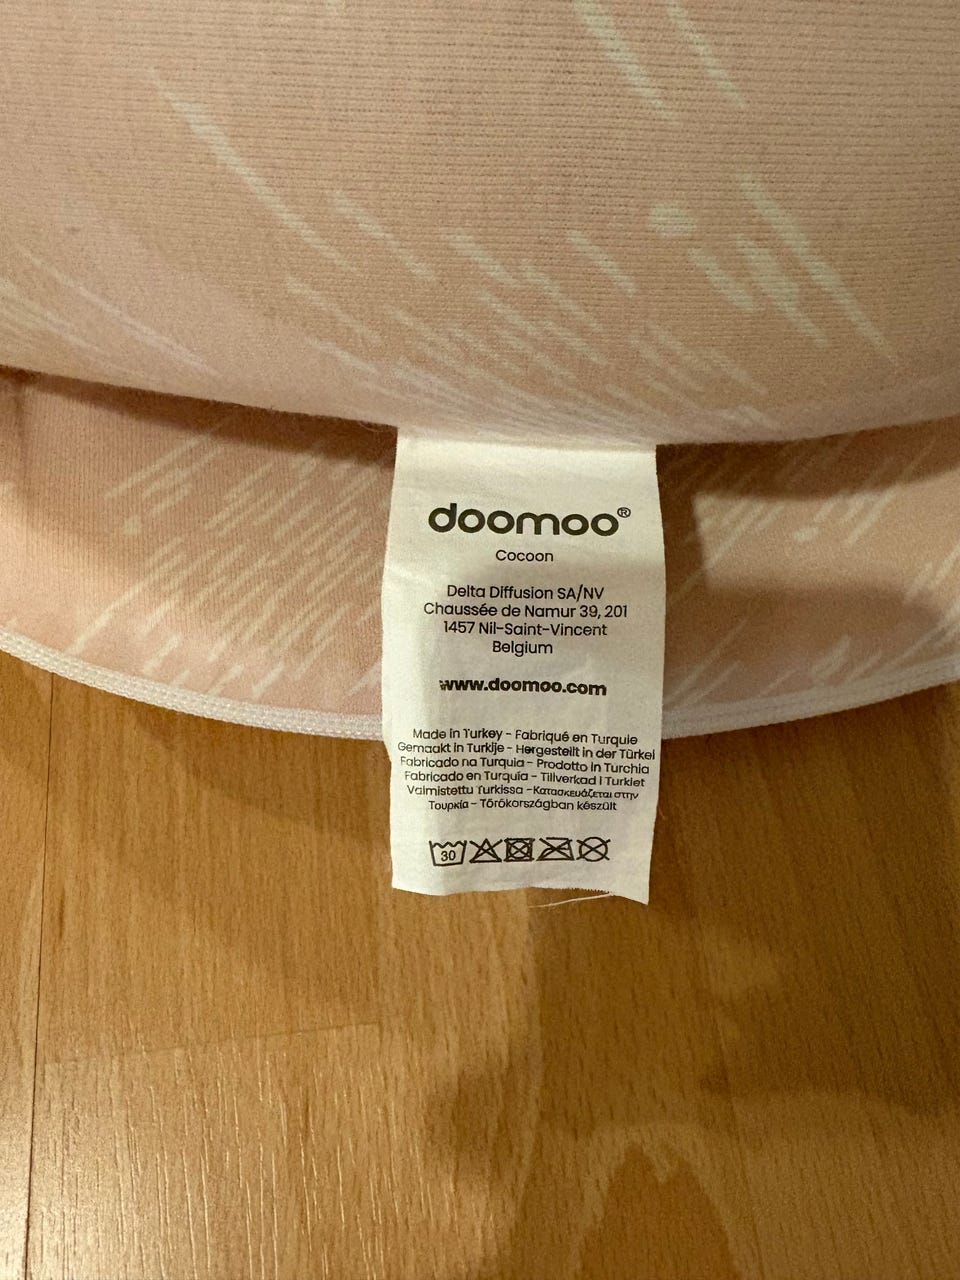 doomoo®
Cocoon
Delta Diffusion SA/NV
Chaussée de Namur 39, 201
1457 Nil-Saint-Vincent
Belgium
www.doomoo.com
Made in Turkey - Fabriqué en Turquie
Gemaakt in Turkije - Hergestellt in der Türkei
Fabricado na Turquia - Prodotto in Turchia
Fabricado en Turquía - Tillverkad i Turkiet
Valmistettu Turkissa -Κατασκευάζεται στην
Τουρκία - Törökországban készült
30